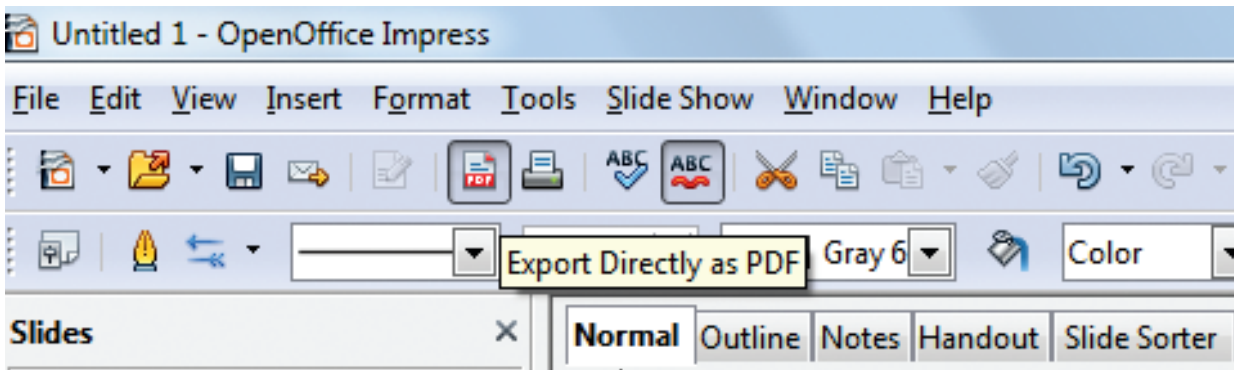 Untitled 1 - OpenOffice Impress
File Edit View Insert Format Tools Slide Show Window Help
PDF ABC ABC
Export Directly as PDF Gray 6 Color
Slides Normal Outline Notes Handout Slide Sorter